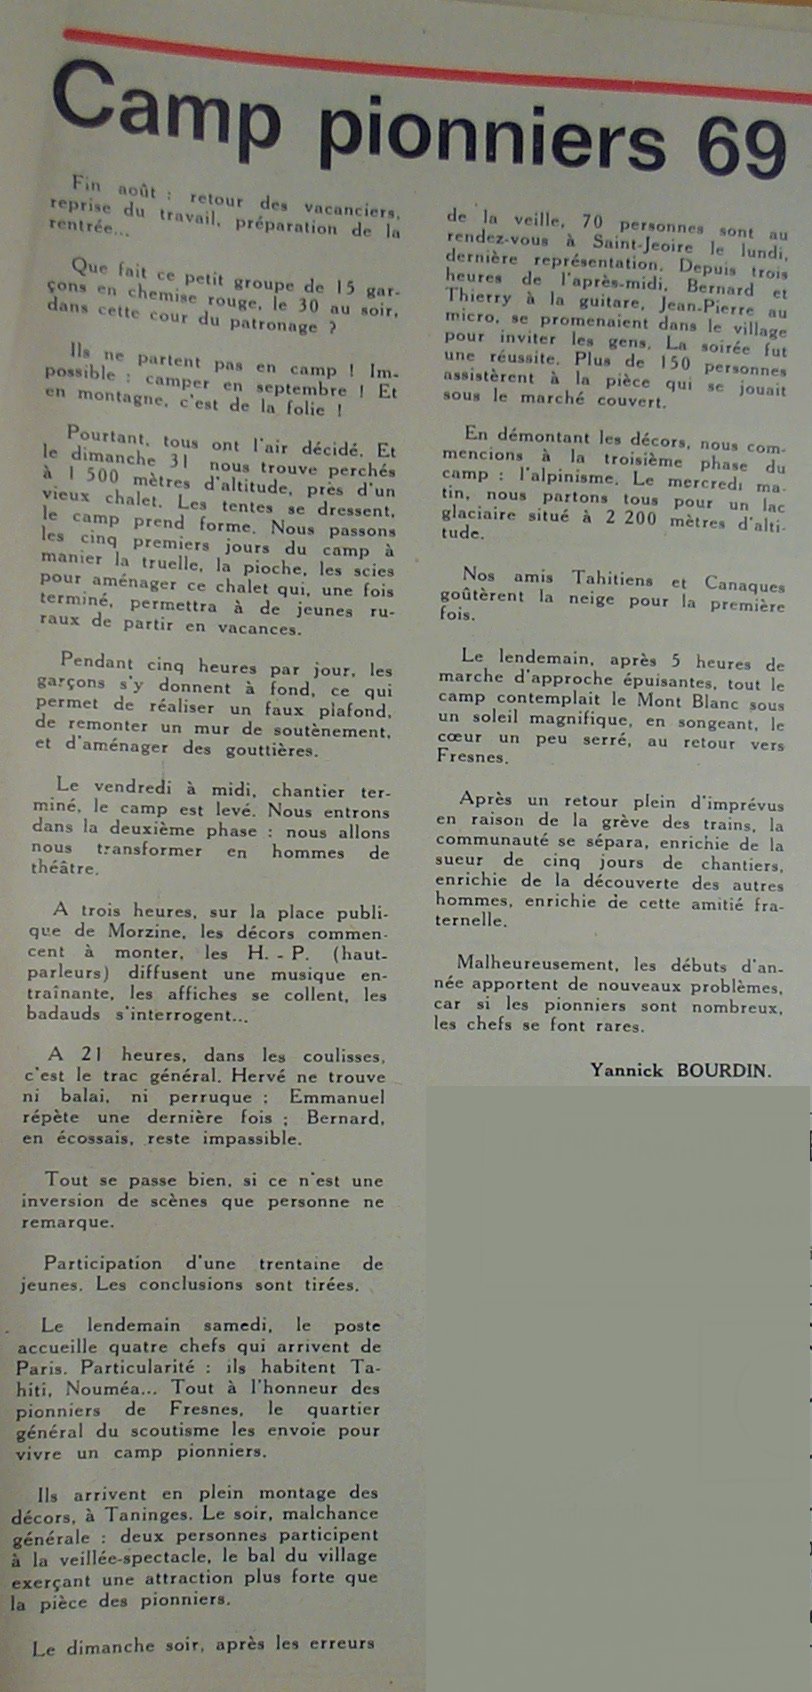 Camp pionniers 69
Fin août : retour des vacanciers,
reprise du travail, préparation de la
rentrée...
Que fait ce petit groupe de 15 gar-
çons en chemise rouge, le 30 au soir,
dans cette cour du patronage ?
Ils ne partent pas en camp ! Im-
possible : camper en septembre ! Et
en montagne, c'est de la folie !
Pourtant, tous ont l'air décidé. Et
le dimanche 31 nous trouve perchés
à 1 500 mètres d'altitude, près d'un
vieux chalet. Les tentes se dressent,
le camp prend forme. Nous passons
les cinq premiers jours du camp à
manier la truelle, la pioche, les scies
pour aménager ce chalet qui, une fois
terminé, permettra à de jeunes ru-
raux de partir en vacances.
Pendant cinq heures par jour, les
garçons s'y donnent à fond, ce qui
permet de réaliser un faux plafond,
de remonter un mur de soutènement,
et d'aménager des gouttières.
Le vendredi à midi, chantier ter-
miné, le camp est levé. Nous entrons
dans la deuxième phase : nous allons
nous transformer en hommes de
théâtre.
A trois heures, sur la place publi-
que de Morzine, les décors commen-
cent à monter, les H. - P. (haut-
parleurs) diffusent une musique en-
traînante, les affiches se collent, les
badauds s'interrogent...
A 21 heures, dans les coulisses,
c'est le trac général. Hervé ne trouve
ni balai, ni perruque ; Emmanuel
répète une dernière fois ; Bernard,
en écossais, reste impassible.
Tout se passe bien, si ce n'est une
inversion de scènes que personne ne
remarque.
Participation d'une trentaine de
jeunes. Les conclusions sont tirées.
Le lendemain samedi, le poste
accueille quatre chefs qui arrivent de
Paris. Particularité : ils habitent Ta-
hiti, Nouméa... Tout à l'honneur des
pionniers de Fresnes, le quartier
général du scoutisme les envoie pour
vivre un camp pionniers.
Ils arrivent en plein montage des
décors, à Taninges. Le soir, malchance
générale : deux personnes participent
à la veillée-spectacle, le bal du village
exerçant une attraction plus forte que
la pièce des pionniers.
Le dimanche soir, après les erreurs
de la veille, 70 personnes sont au
rendez-vous à Saint-Jeoire le lundi,
dernière représentation. Depuis trois
heures de l'après-midi, Bernard et
Thierry à la guitare, Jean-Pierre au
micro, se promenaient dans le village
pour inviter les gens. La soirée fut
une réussite. Plus de 150 personnes
assistèrent à la pièce qui se jouait
sous le marché couvert.
En démontant les décors, nous com-
mencions à la troisième phase du
camp : l'alpinisme. Le mercredi ma-
tin, nous partons tous pour un lac
glaciaire situé à 2 200 mètres d'alti-
tude.
Nos amis Tahitiens et Canaques
goûtèrent la neige pour la première
fois.
Le lendemain, après 5 heures de
marche d'approche épuisantes, tout le
camp contemplait le Mont Blanc sous
un soleil magnifique, en songeant, le
cœur un peu serré, au retour vers
Fresnes.
Après un retour plein d'imprévus
en raison de la grève des trains, la
communauté se sépara, enrichie de la
sueur de cinq jours de chantiers,
enrichie de la découverte des autres
hommes, enrichie de cette amitié fra-
ternelle.
Malheureusement, les débuts d'an-
née apportent de nouveaux problèmes,
car si les pionniers sont nombreux,
les chefs se font rares.
Yannick BOURDIN.